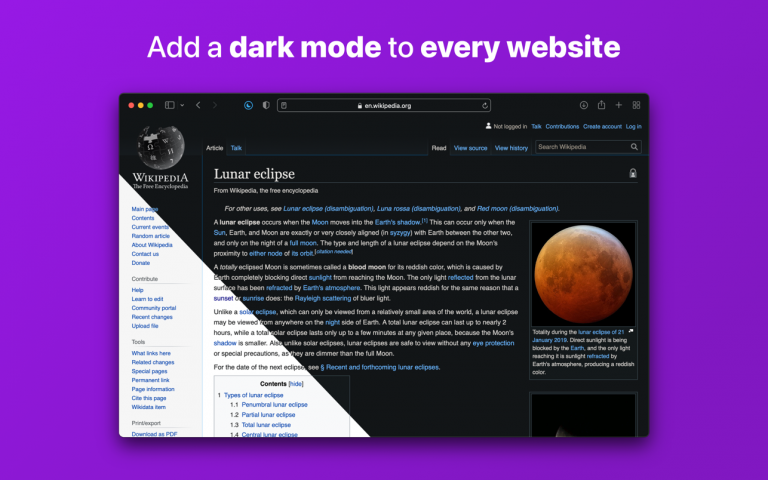 Add a dark mode to every website
en.wikipedia.org
Not logged in Talk Contributions Create account Log in
Article Talk
Read View source View history
Search Wikipedia
WIKIPEDIA
The Free Encyclopedia
Main page
Contents
Current events
Random article
About Wikipedia
Contact us
Donate
Contribute
Help
Learn to edit
Community portal
Recent changes
Upload file
Tools
What links here
Related changes
Special pages
Permanent link
Page information
Cite this page
Wikidata item
Print/export
Download as PDF
Lunar eclipse
From Wikipedia, the free encyclopedia
For other uses, see Lunar eclipse (disambiguation), Luna rossa (disambiguation), and Red moon (disambiguation).
A lunar eclipse occurs when the Moon moves into the Earth's shadow.[1] This can occur only when the
Sun, Earth, and Moon are exactly or very closely aligned (in syzygy) with Earth between the other two,
and only on the night of a full moon. The type and length of a lunar eclipse depend on the Moon's
proximity to either node of its orbit.[citation needed]
A totally eclipsed Moon is sometimes called a blood moon for its reddish color, which is caused by
Earth completely blocking direct sunlight from reaching the Moon. The only light reflected from the lunar
surface has been refracted by Earth's atmosphere. This light appears reddish for the same reason that a
sunset or sunrise does: the Rayleigh scattering of bluer light.
Unlike a solar eclipse, which can only be viewed from a relatively small area of the world, a lunar eclipse
may be viewed from anywhere on the night side of Earth. A total lunar eclipse can last up to nearly 2
hours, while a total solar eclipse lasts only up to a few minutes at any given place, because the Moon's
shadow is smaller. Also unlike solar eclipses, lunar eclipses are safe to view without any eye protection
or special precautions, as they are dimmer than the full Moon.
For the date of the next eclipse, see § Recent and forthcoming lunar eclipses.
Contents [hide]
1 Types of lunar eclipse
1.1 Penumbral lunar eclipse
1.2 Partial lunar eclipse
1.3 Total lunar eclipse
1.4 Central lunar eclipse
Totality during the lunar eclipse of 21
January 2019. Direct sunlight is being
blocked by the Earth, and the only light
reaching it is sunlight refracted by
Earth's atmosphere, producing a reddish
color.